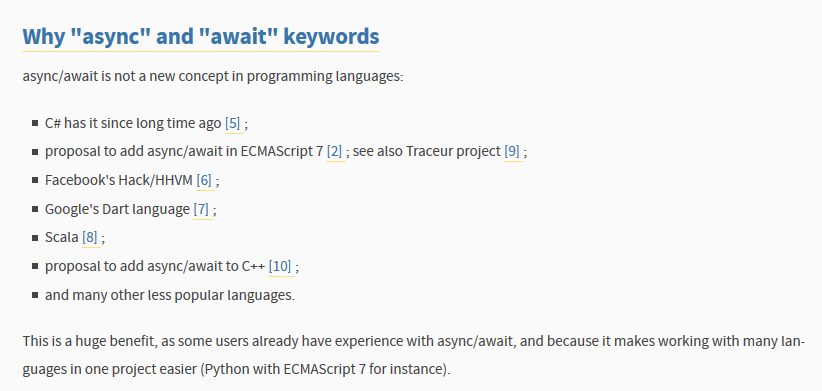 Why "async" and "await" keywords
async/await is not a new concept in programming languages:
C# has it since long time ago [5] ;
proposal to add async/await in ECMAScript 7 [2] ; see also Traceur project [9] ;
Facebook's Hack/HHVM [6] ;
Google's Dart language [7] ;
Scala [8] ;
proposal to add async/await to C++ [10] ;
and many other less popular languages.
This is a huge benefit, as some users already have experience with async/await, and because it makes working with many lan-
guages in one project easier (Python with ECMAScript 7 for instance).